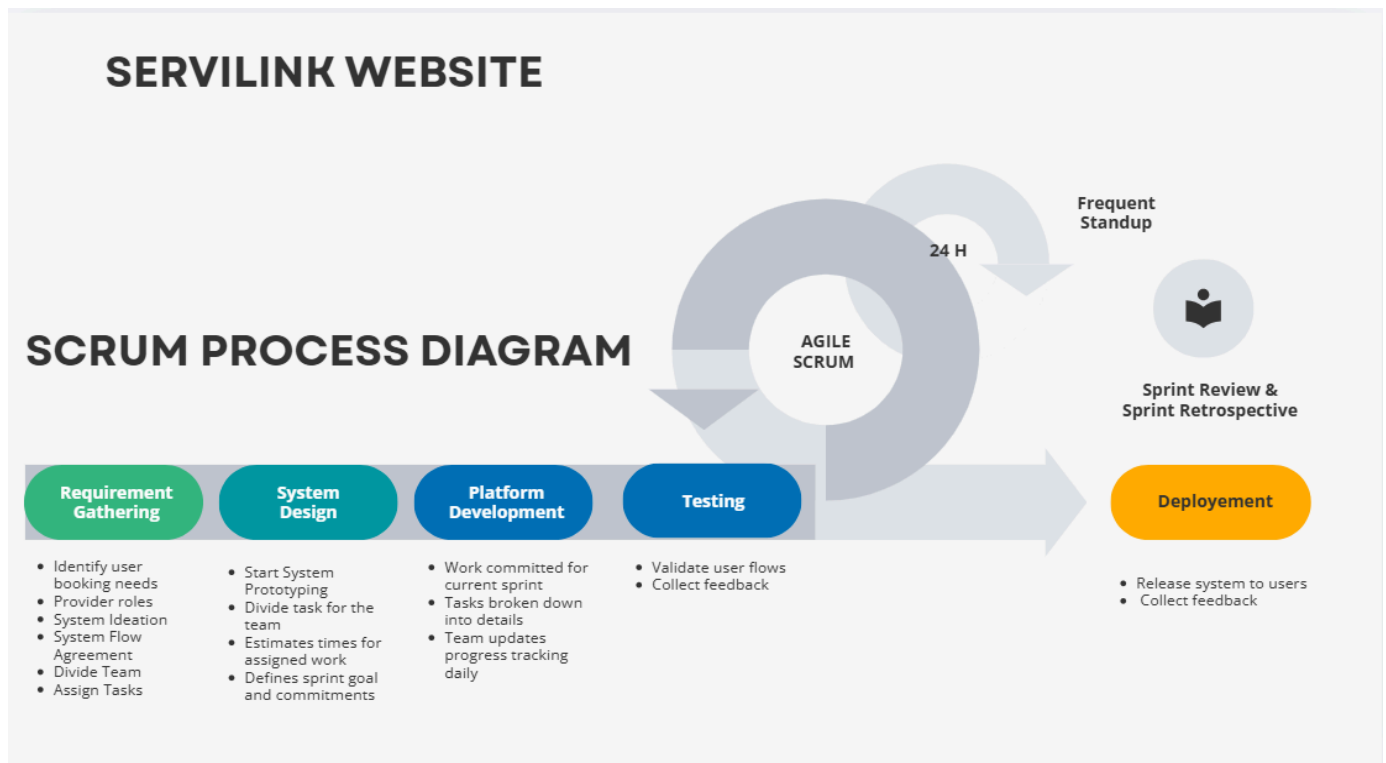 SERVILINK WEBSITE
Frequent
Standup
24 H
AGILE
SCRUM
SCRUM PROCESS DIAGRAM
Sprint Review &
Sprint Retrospective
Requirement
Gathering
System
Design
Platform
Development
Testing
Deployement
• Identify user
booking needs
• Provider roles
• System Ideation
• System Flow
Agreement
• Divide Team
• Assign Tasks
• Start System
Prototyping
• Divide task for the
team
• Estimates times for
assigned work
• Defines sprint goal
and commitments
• Work committed for
current sprint
• Tasks broken down
into details
• Team updates
progress tracking
daily
• Validate user flows
• Collect feedback
• Release system to users
• Collect feedback